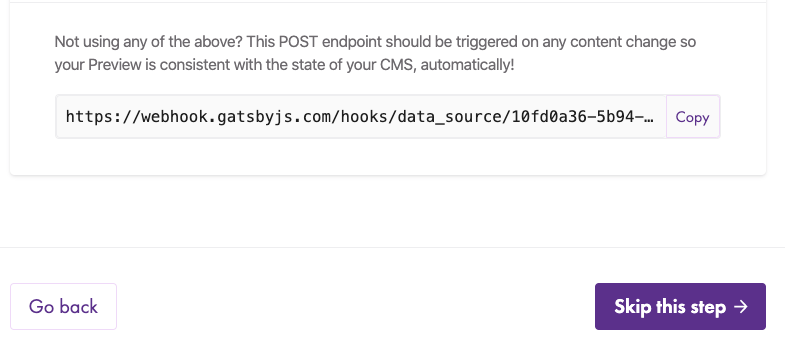 Not using any of the above? This POST endpoint should be triggered on any content change so
your Preview is consistent with the state of your CMS, automatically!
https://webhook.gatsbyjs.com/hooks/data_source/10fd0a36-5b94-… Copy
Go back Skip this step →